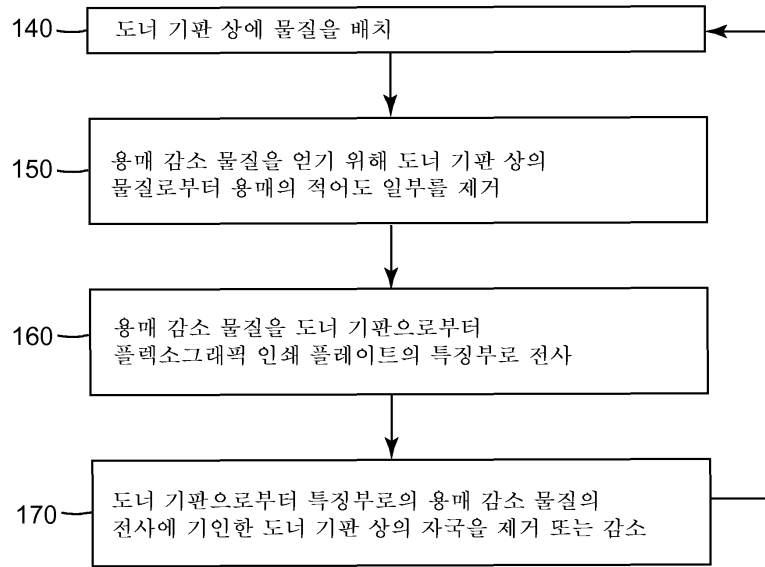 140
도너 기판 상에 물질을 배치
150
용매 감소 물질을 얻기 위해 도너 기판 상의
물질로부터 용매의 적어도 일부를 제거
160
용매 감소 물질을 도너 기판으로부터
플렉소그래픽 인쇄 플레이트의 특징부로 전사
170
도너 기판으로부터 특징부로의 용매 감소 물질의
전사에 기인한 도너 기판 상의 자국을 제거 또는 감소